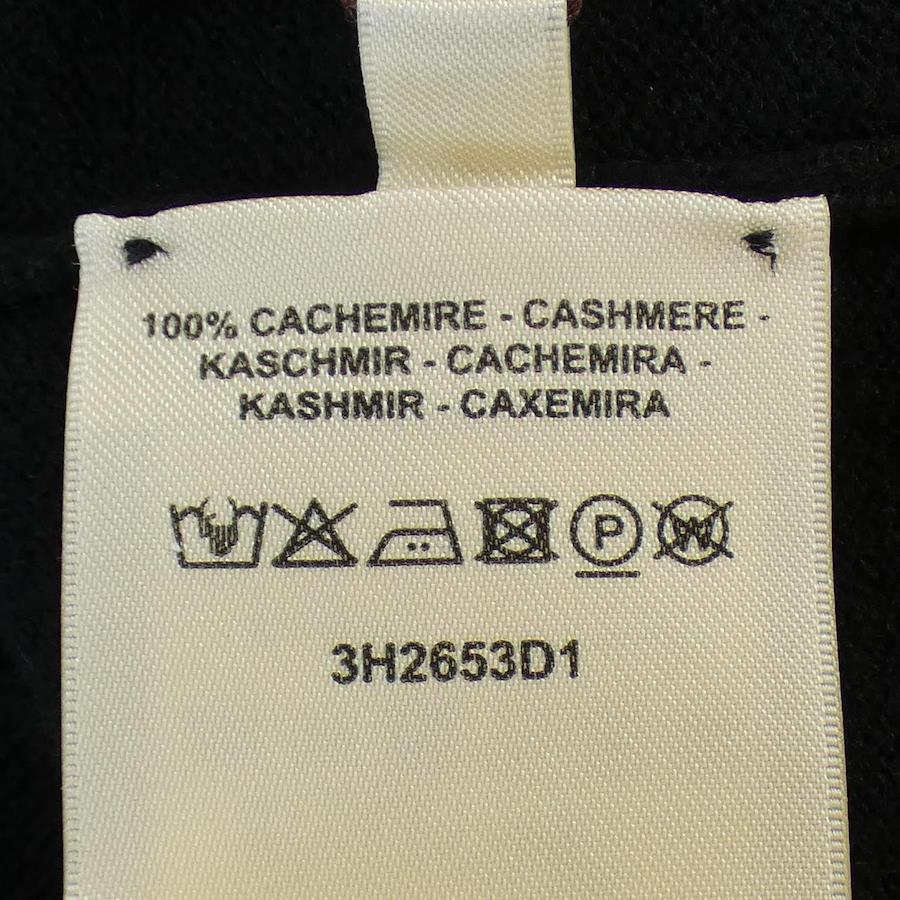 100% CACHEMIRE - CASHMERE -
KASCHMIR - CACHEMIRA -
KASHMIR - CAXEMIRA
P W
3H2653D1